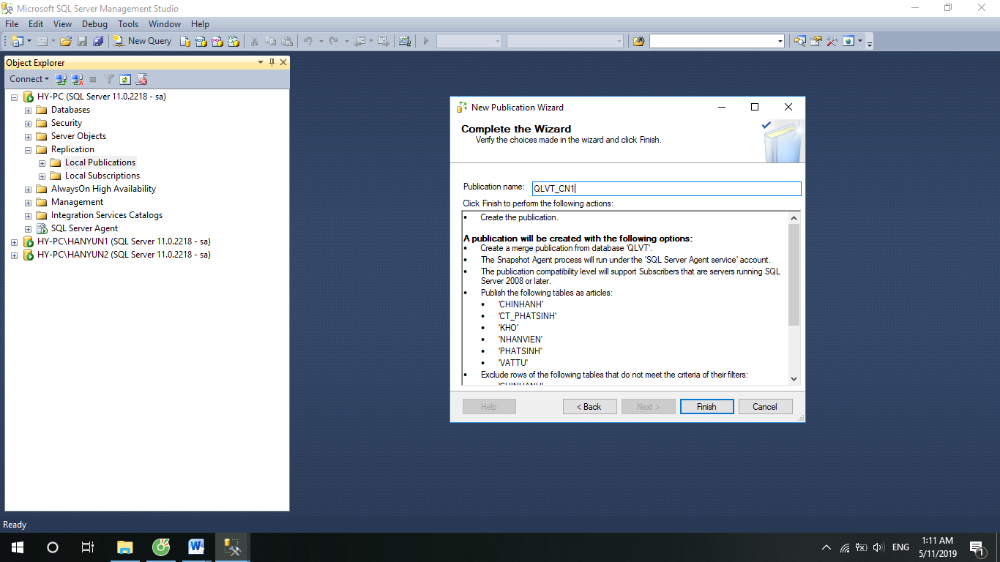 Microsoft SQL Server Management Studio
File Edit View Debug Tools Window Help
New Query
Object Explorer
Connect
HY-PC (SQL Server 11.0.2218 - sa)
Databases
Security
Server Objects
Replication
Local Publications
Local Subscriptions
AlwaysOn High Availability
Management
Integration Services Catalogs
SQL Server Agent
HY-PC\HANYUN1 (SQL Server 11.0.2218 - sa)
HY-PC\HANYUN2 (SQL Server 11.0.2218 - sa)
New Publication Wizard
Complete the Wizard
Verify the choices made in the wizard and click Finish.
Publication name: QLVT_CN1
Click Finish to perform the following actions:
• Create the publication.
A publication will be created with the following options:
• Create a merge publication from database 'QLVT'.
• The Snapshot Agent process will run under the 'SQL Server Agent service' account.
• The publication compatibility level will support Subscribers that are servers running SQL
Server 2008 or later.
• Publish the following tables as articles:
• 'CHINHANH'
• 'CT_PHATSINH'
• 'KHO'
• 'NHANVIEN'
• 'PHATSINH'
• 'VATTU'
• Exclude rows of the following tables that do not meet the criteria of their filters:
Help < Back Next > Finish Cancel
Ready
ENG
1:11 AM
5/11/2019
1